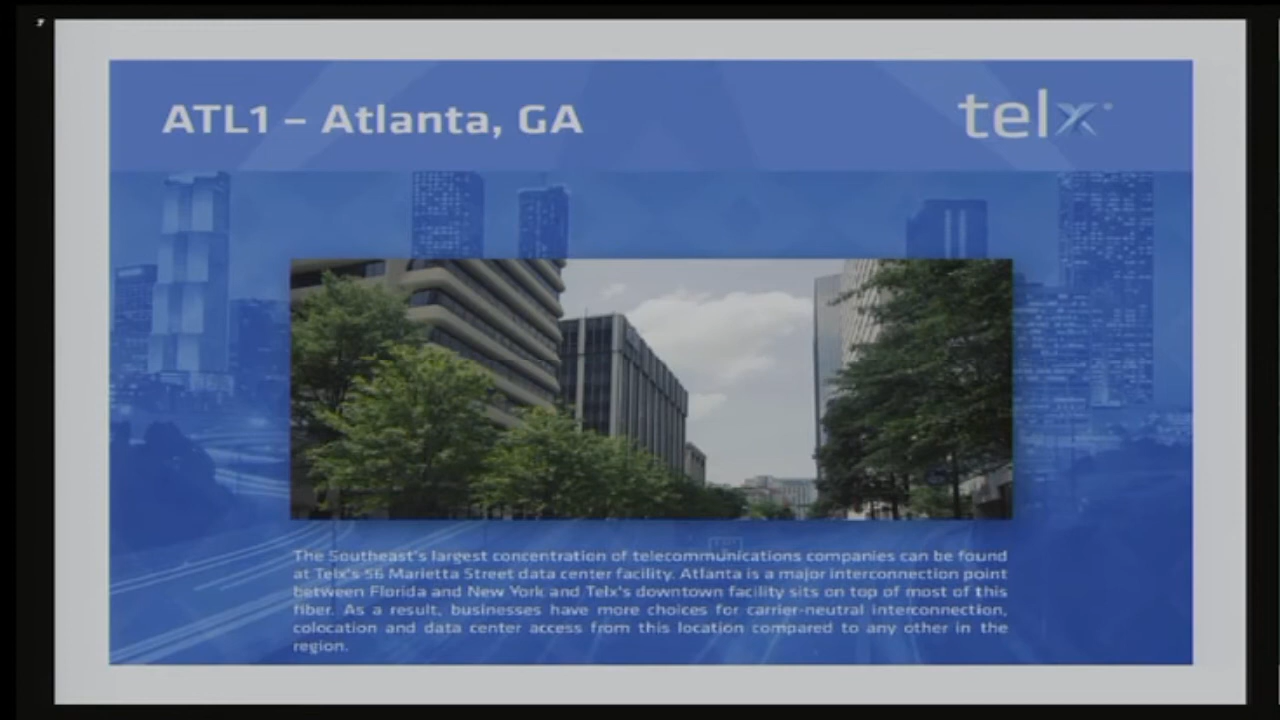 ATL1 – Atlanta, GA
telx
The Southeast's largest concentration of telecommunications companies can be found
at Telx's 56 Marietta Street data center facility. Atlanta is a major interconnection point
between Florida and New York and Telx's downtown facility sits on top of most of this
fiber. As a result, businesses have more choices for carrier-neutral interconnection,
colocation and data center access from this location compared to any other in the
region.